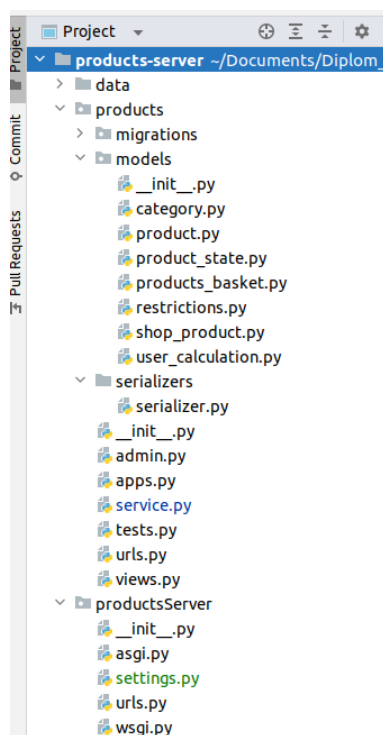 Project
Project
Commit
Pull Requests
products-server ~/Documents/Diplom_
data
products
migrations
models
__init__.py
category.py
product.py
product_state.py
products_basket.py
restrictions.py
shop_product.py
user_calculation.py
serializers
serializer.py
__init__.py
admin.py
apps.py
service.py
tests.py
urls.py
views.py
productsServer
__init__.py
asgi.py
settings.py
urls.py
wsgi.py